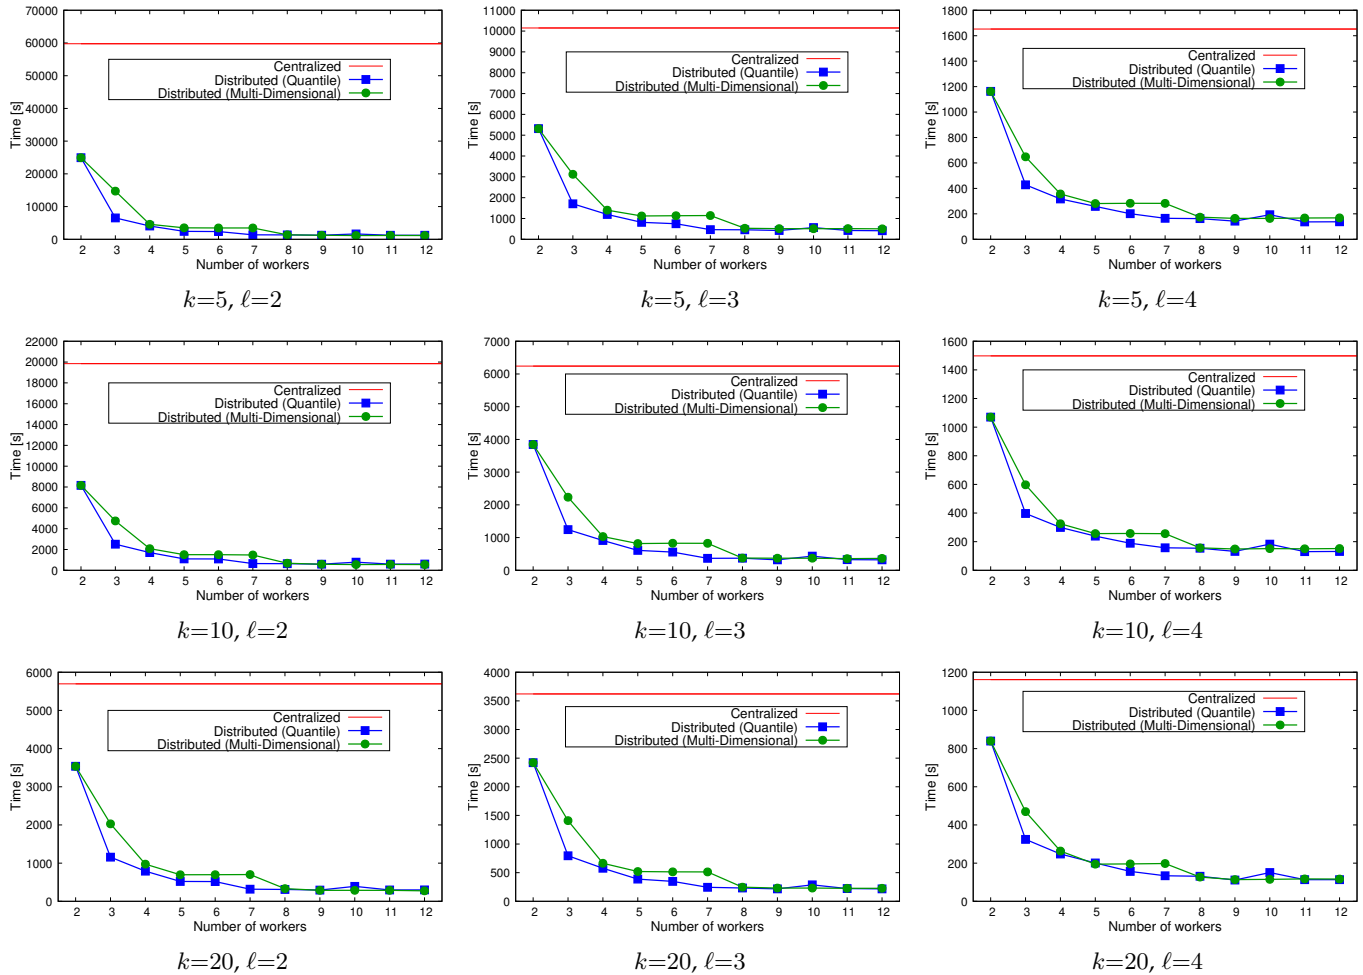 70000
60000
50000
40000
30000
20000
10000
0
Time [s]
Centralized
Distributed (Quantile)
Distributed (Multi-Dimensional)
2 3 4 5 6 7 8 9 10 11 12
Number of workers
k=5, ℓ=2
11000
10000
9000
8000
7000
6000
5000
4000
3000
2000
1000
0
Time [s]
Centralized
Distributed (Quantile)
Distributed (Multi-Dimensional)
2 3 4 5 6 7 8 9 10 11 12
Number of workers
k=5, ℓ=3
1800
1600
1400
1200
1000
800
600
400
200
0
Time [s]
Centralized
Distributed (Quantile)
Distributed (Multi-Dimensional)
2 3 4 5 6 7 8 9 10 11 12
Number of workers
k=5, ℓ=4
22000
20000
18000
16000
14000
12000
10000
8000
6000
4000
2000
0
Time [s]
Centralized
Distributed (Quantile)
Distributed (Multi-Dimensional)
2 3 4 5 6 7 8 9 10 11 12
Number of workers
k=10, ℓ=2
7000
6000
5000
4000
3000
2000
1000
0
Time [s]
Centralized
Distributed (Quantile)
Distributed (Multi-Dimensional)
2 3 4 5 6 7 8 9 10 11 12
Number of workers
k=10, ℓ=3
1600
1400
1200
1000
800
600
400
200
0
Time [s]
Centralized
Distributed (Quantile)
Distributed (Multi-Dimensional)
2 3 4 5 6 7 8 9 10 11 12
Number of workers
k=10, ℓ=4
6000
5000
4000
3000
2000
1000
0
Time [s]
Centralized
Distributed (Quantile)
Distributed (Multi-Dimensional)
2 3 4 5 6 7 8 9 10 11 12
Number of workers
k=20, ℓ=2
4000
3500
3000
2500
2000
1500
1000
500
0
Time [s]
Centralized
Distributed (Quantile)
Distributed (Multi-Dimensional)
2 3 4 5 6 7 8 9 10 11 12
Number of workers
k=20, ℓ=3
1200
1000
800
600
400
200
0
Time [s]
Centralized
Distributed (Quantile)
Distributed (Multi-Dimensional)
2 3 4 5 6 7 8 9 10 11 12
Number of workers
k=20, ℓ=4